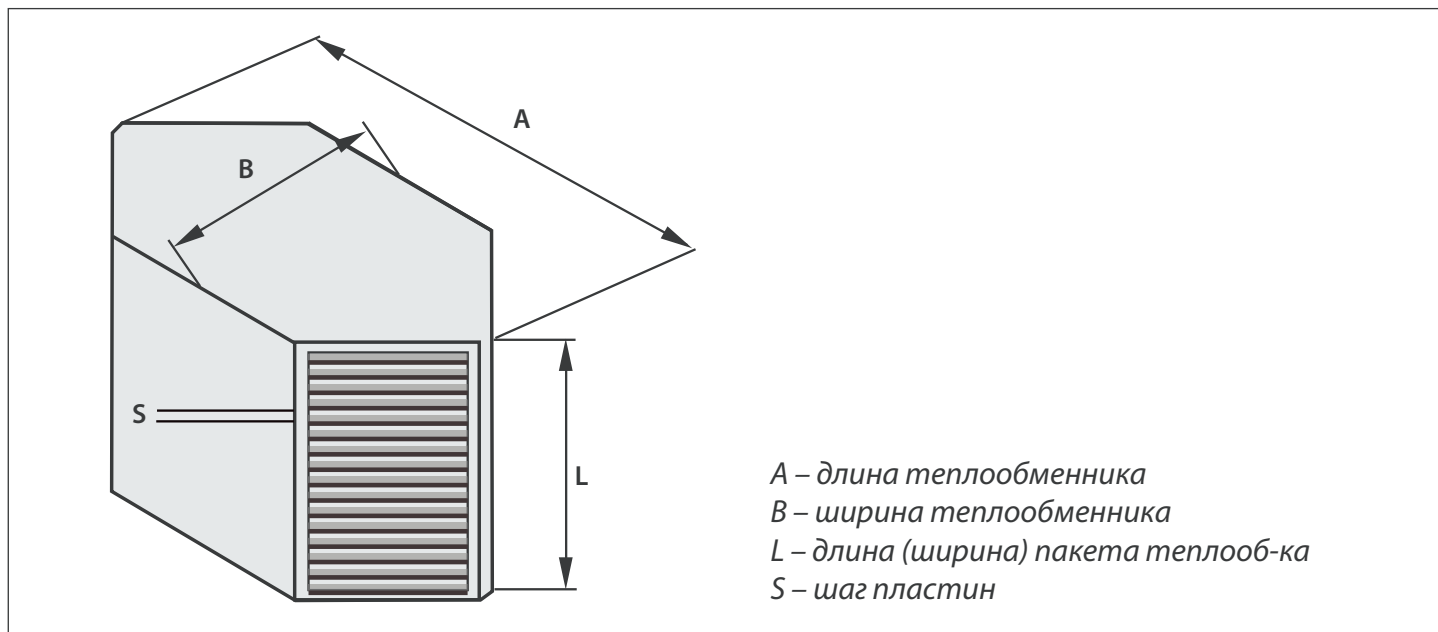 A
B
S
L
A – длина теплообменника
B – ширина теплообменника
L – длина (ширина) пакета теплооб-ка
S – шаг пластин